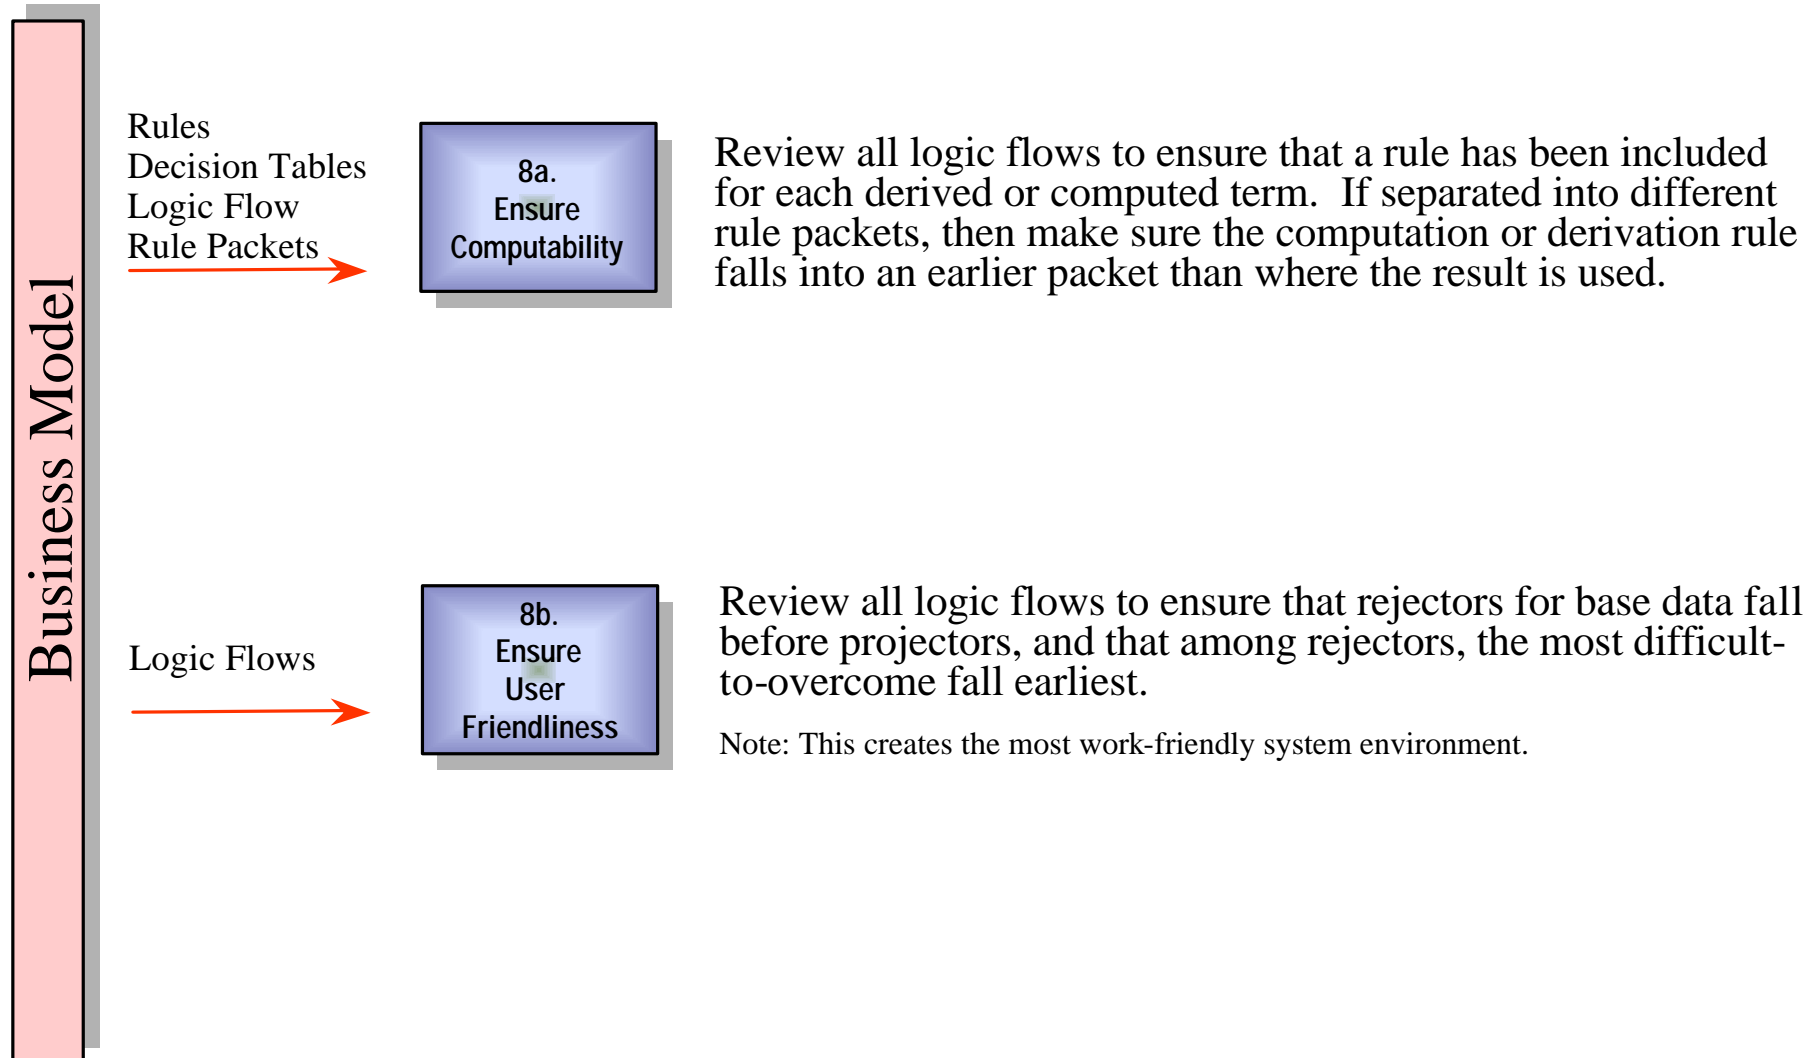 Business Model
Rules
Decision Tables
Logic Flow
Rule Packets
8a.
Ensure
Computability
Review all logic flows to ensure that a rule has been included
for each derived or computed term.  If separated into different
rule packets, then make sure the computation or derivation rule
falls into an earlier packet than where the result is used.
Logic Flows
8b.
Ensure
User
Friendliness
Review all logic flows to ensure that rejectors for base data fall
before projectors, and that among rejectors, the most difficult-
to-overcome fall earliest.
Note: This creates the most work-friendly system environment.